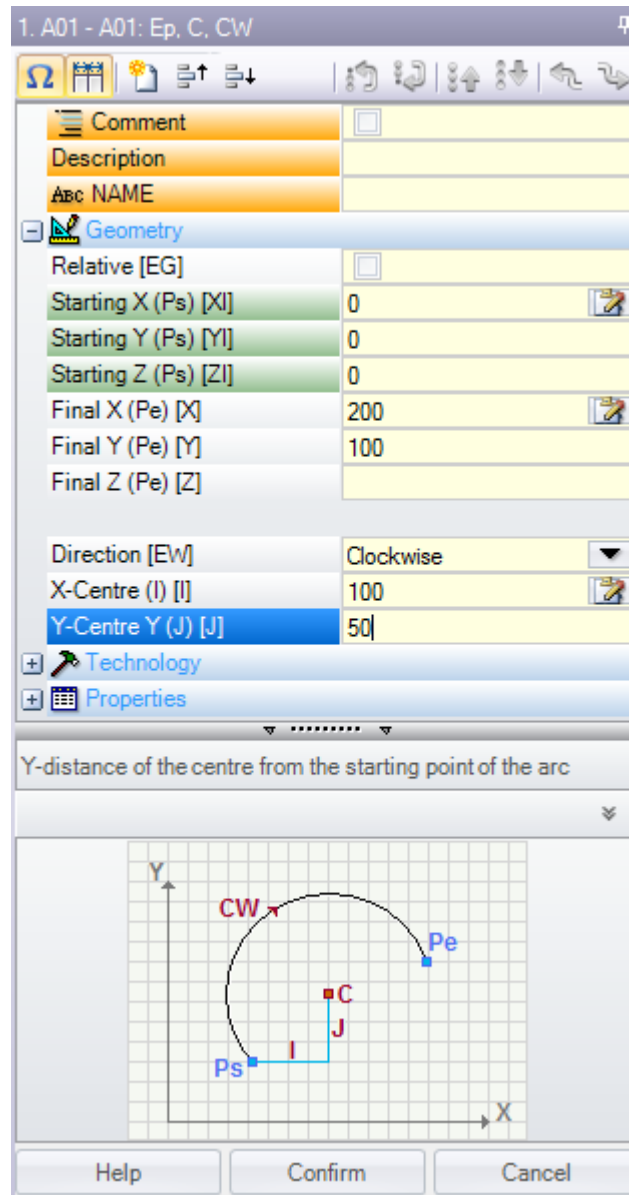 1. A01 - A01: Ep, C, CW
Ω
Comment
Description
ABC NAME
Geometry
Relative [EG]
Starting X (Ps) [XI] 0
Starting Y (Ps) [YI] 0
Starting Z (Ps) [ZI] 0
Final X (Pe) [X] 200
Final Y (Pe) [Y] 100
Final Z (Pe) [Z]
Direction [EW] Clockwise
X-Centre (I) [I] 100
Y-Centre Y (J) [J] 50
Technology
Properties
Y-distance of the centre from the starting point of the arc
Y
CW
Pe
C
J
I
Ps
X
Help Confirm Cancel